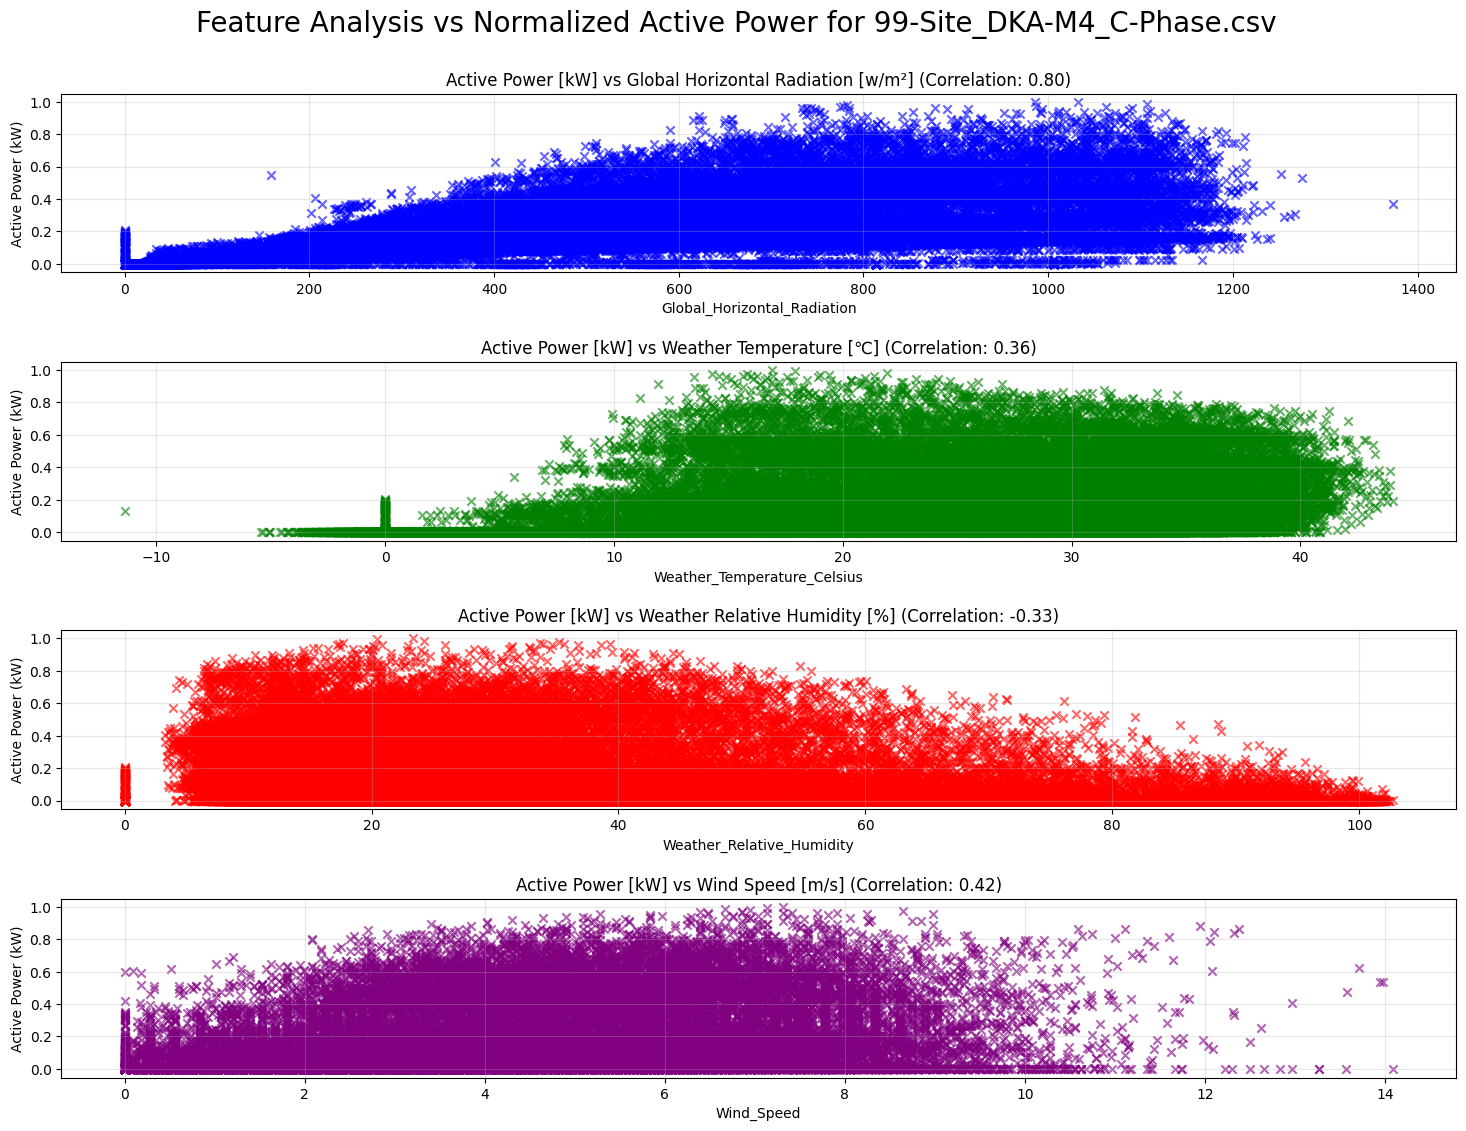 Feature Analysis vs Normalized Active Power for 99-Site_DKA-M4_C-Phase.csv
Active Power [kW] vs Global Horizontal Radiation [w/m²] (Correlation: 0.80)
Active Power (kW)
1.0
0.8
0.6
0.4
0.2
0.0
0 200 400 600 800 1000 1200 1400
Global_Horizontal_Radiation
Active Power [kW] vs Weather Temperature [℃] (Correlation: 0.36)
Active Power (kW)
1.0
0.8
0.6
0.4
0.2
0.0
−10 0 10 20 30 40
Weather_Temperature_Celsius
Active Power [kW] vs Weather Relative Humidity [%] (Correlation: -0.33)
Active Power (kW)
1.0
0.8
0.6
0.4
0.2
0.0
0 20 40 60 80 100
Weather_Relative_Humidity
Active Power [kW] vs Wind Speed [m/s] (Correlation: 0.42)
Active Power (kW)
1.0
0.8
0.6
0.4
0.2
0.0
0 2 4 6 8 10 12 14
Wind_Speed